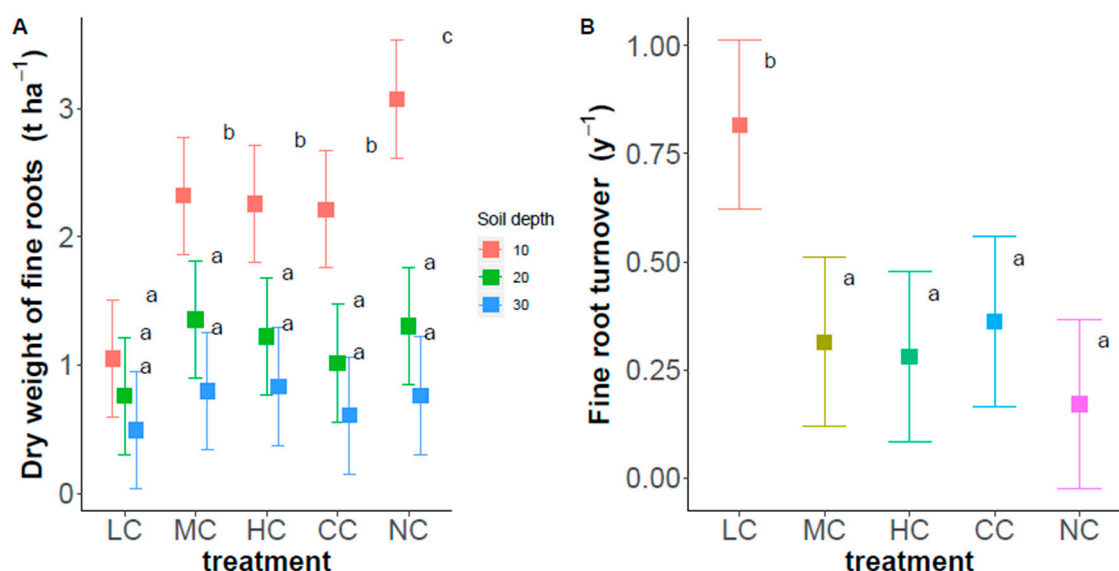 A
Dry weight of fine roots (t ha−1)
3
2
1
0
c
b
b
b
a
a
a
a
a
a
a
a
a
a
a
LC MC HC CC NC
treatment
Soil depth
10
20
30
B
Fine root turnover (y−1)
1.00
0.75
0.50
0.25
0.00
b
a
a
a
a
LC MC HC CC NC
treatment